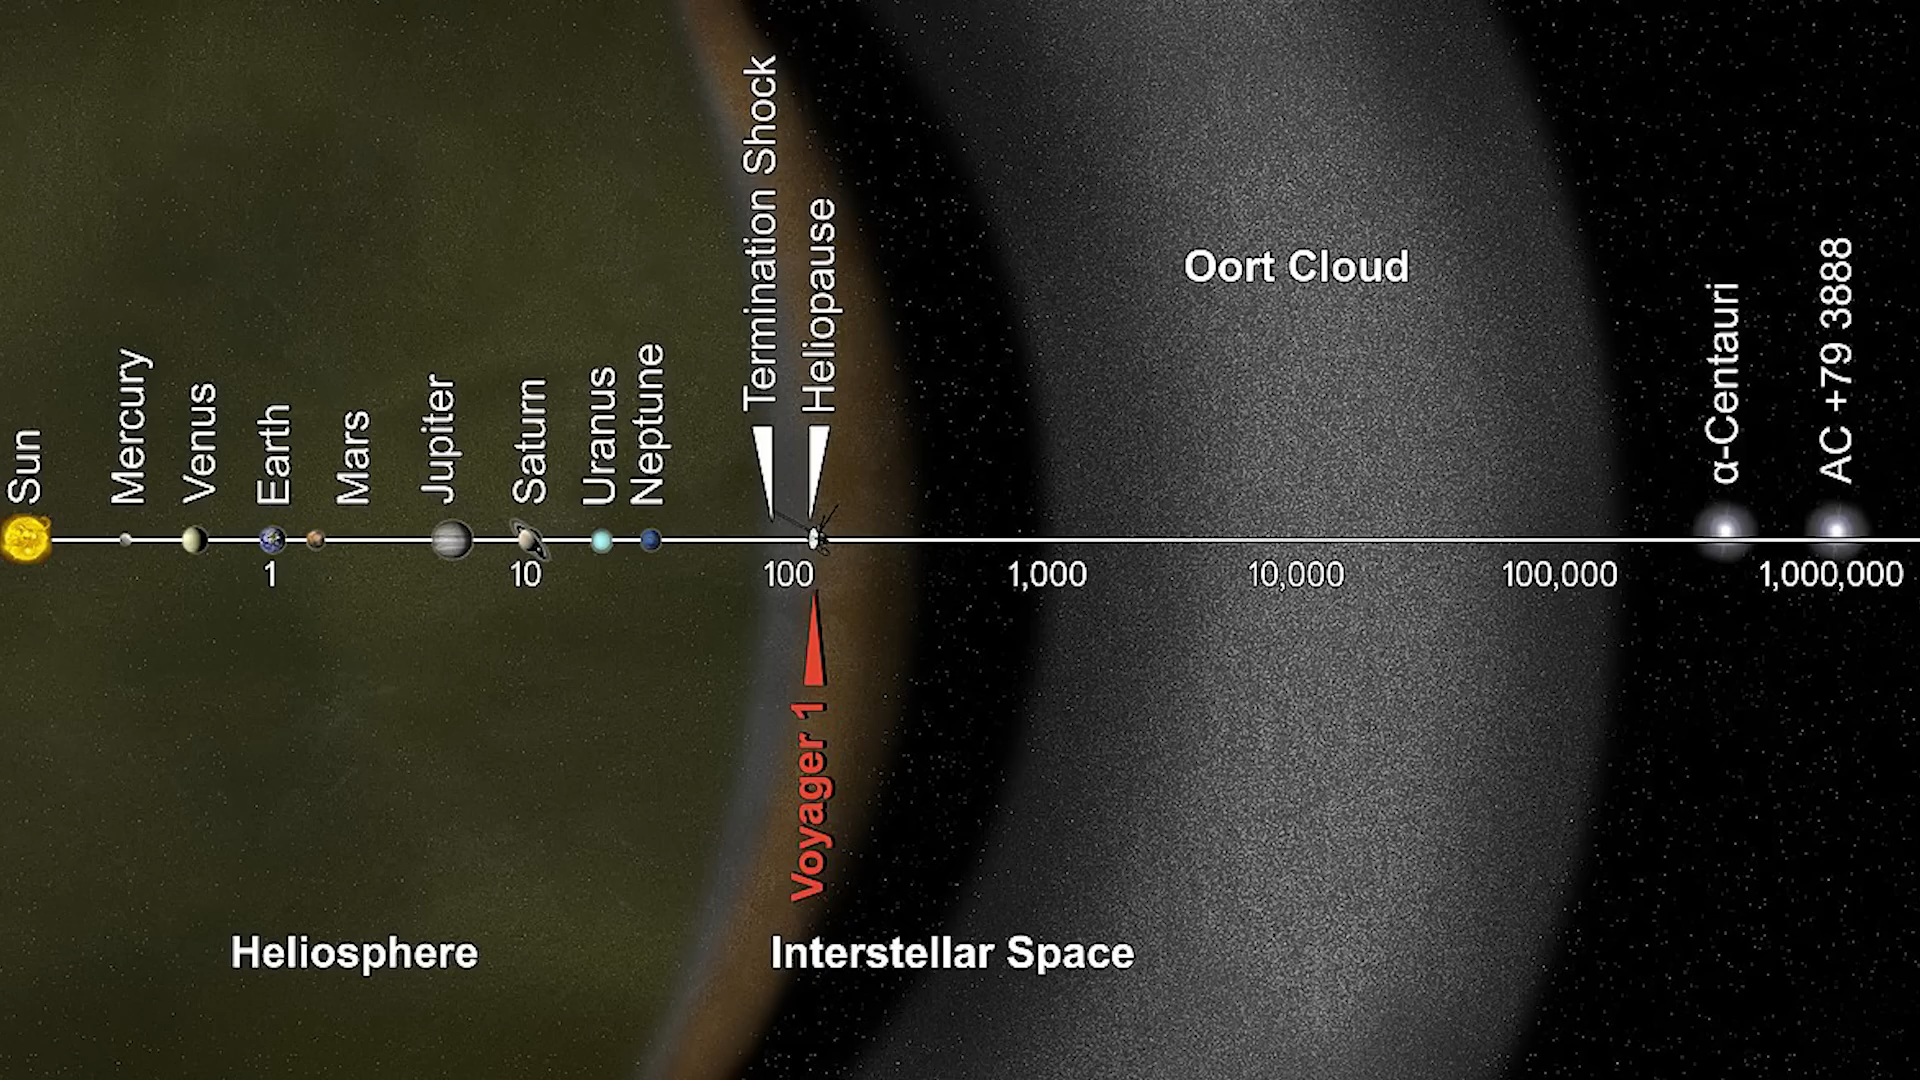 Sun
Mercury
Venus
Earth
Mars
Jupiter
Saturn
Uranus
Neptune
Termination Shock
Heliopause
Oort Cloud
α-Centauri
AC +79 3888
1
10
100
1,000
10,000
100,000
1,000,000
Voyager 1
Heliosphere
Interstellar Space